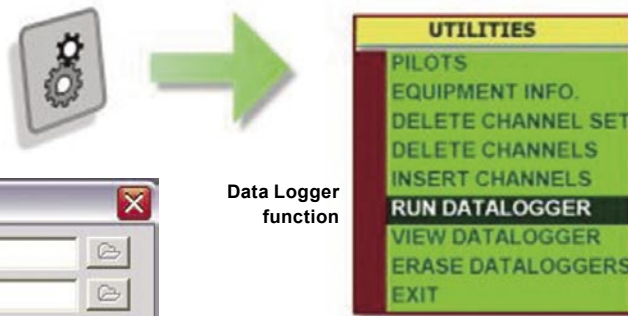 UTILITIES
PILOTS
EQUIPMENT INFO.
DELETE CHANNEL SET
DELETE CHANNELS
INSERT CHANNELS
RUN DATALOGGER
VIEW DATALOGGER
ERASE DATALOGGERS
EXIT
Data Logger
function